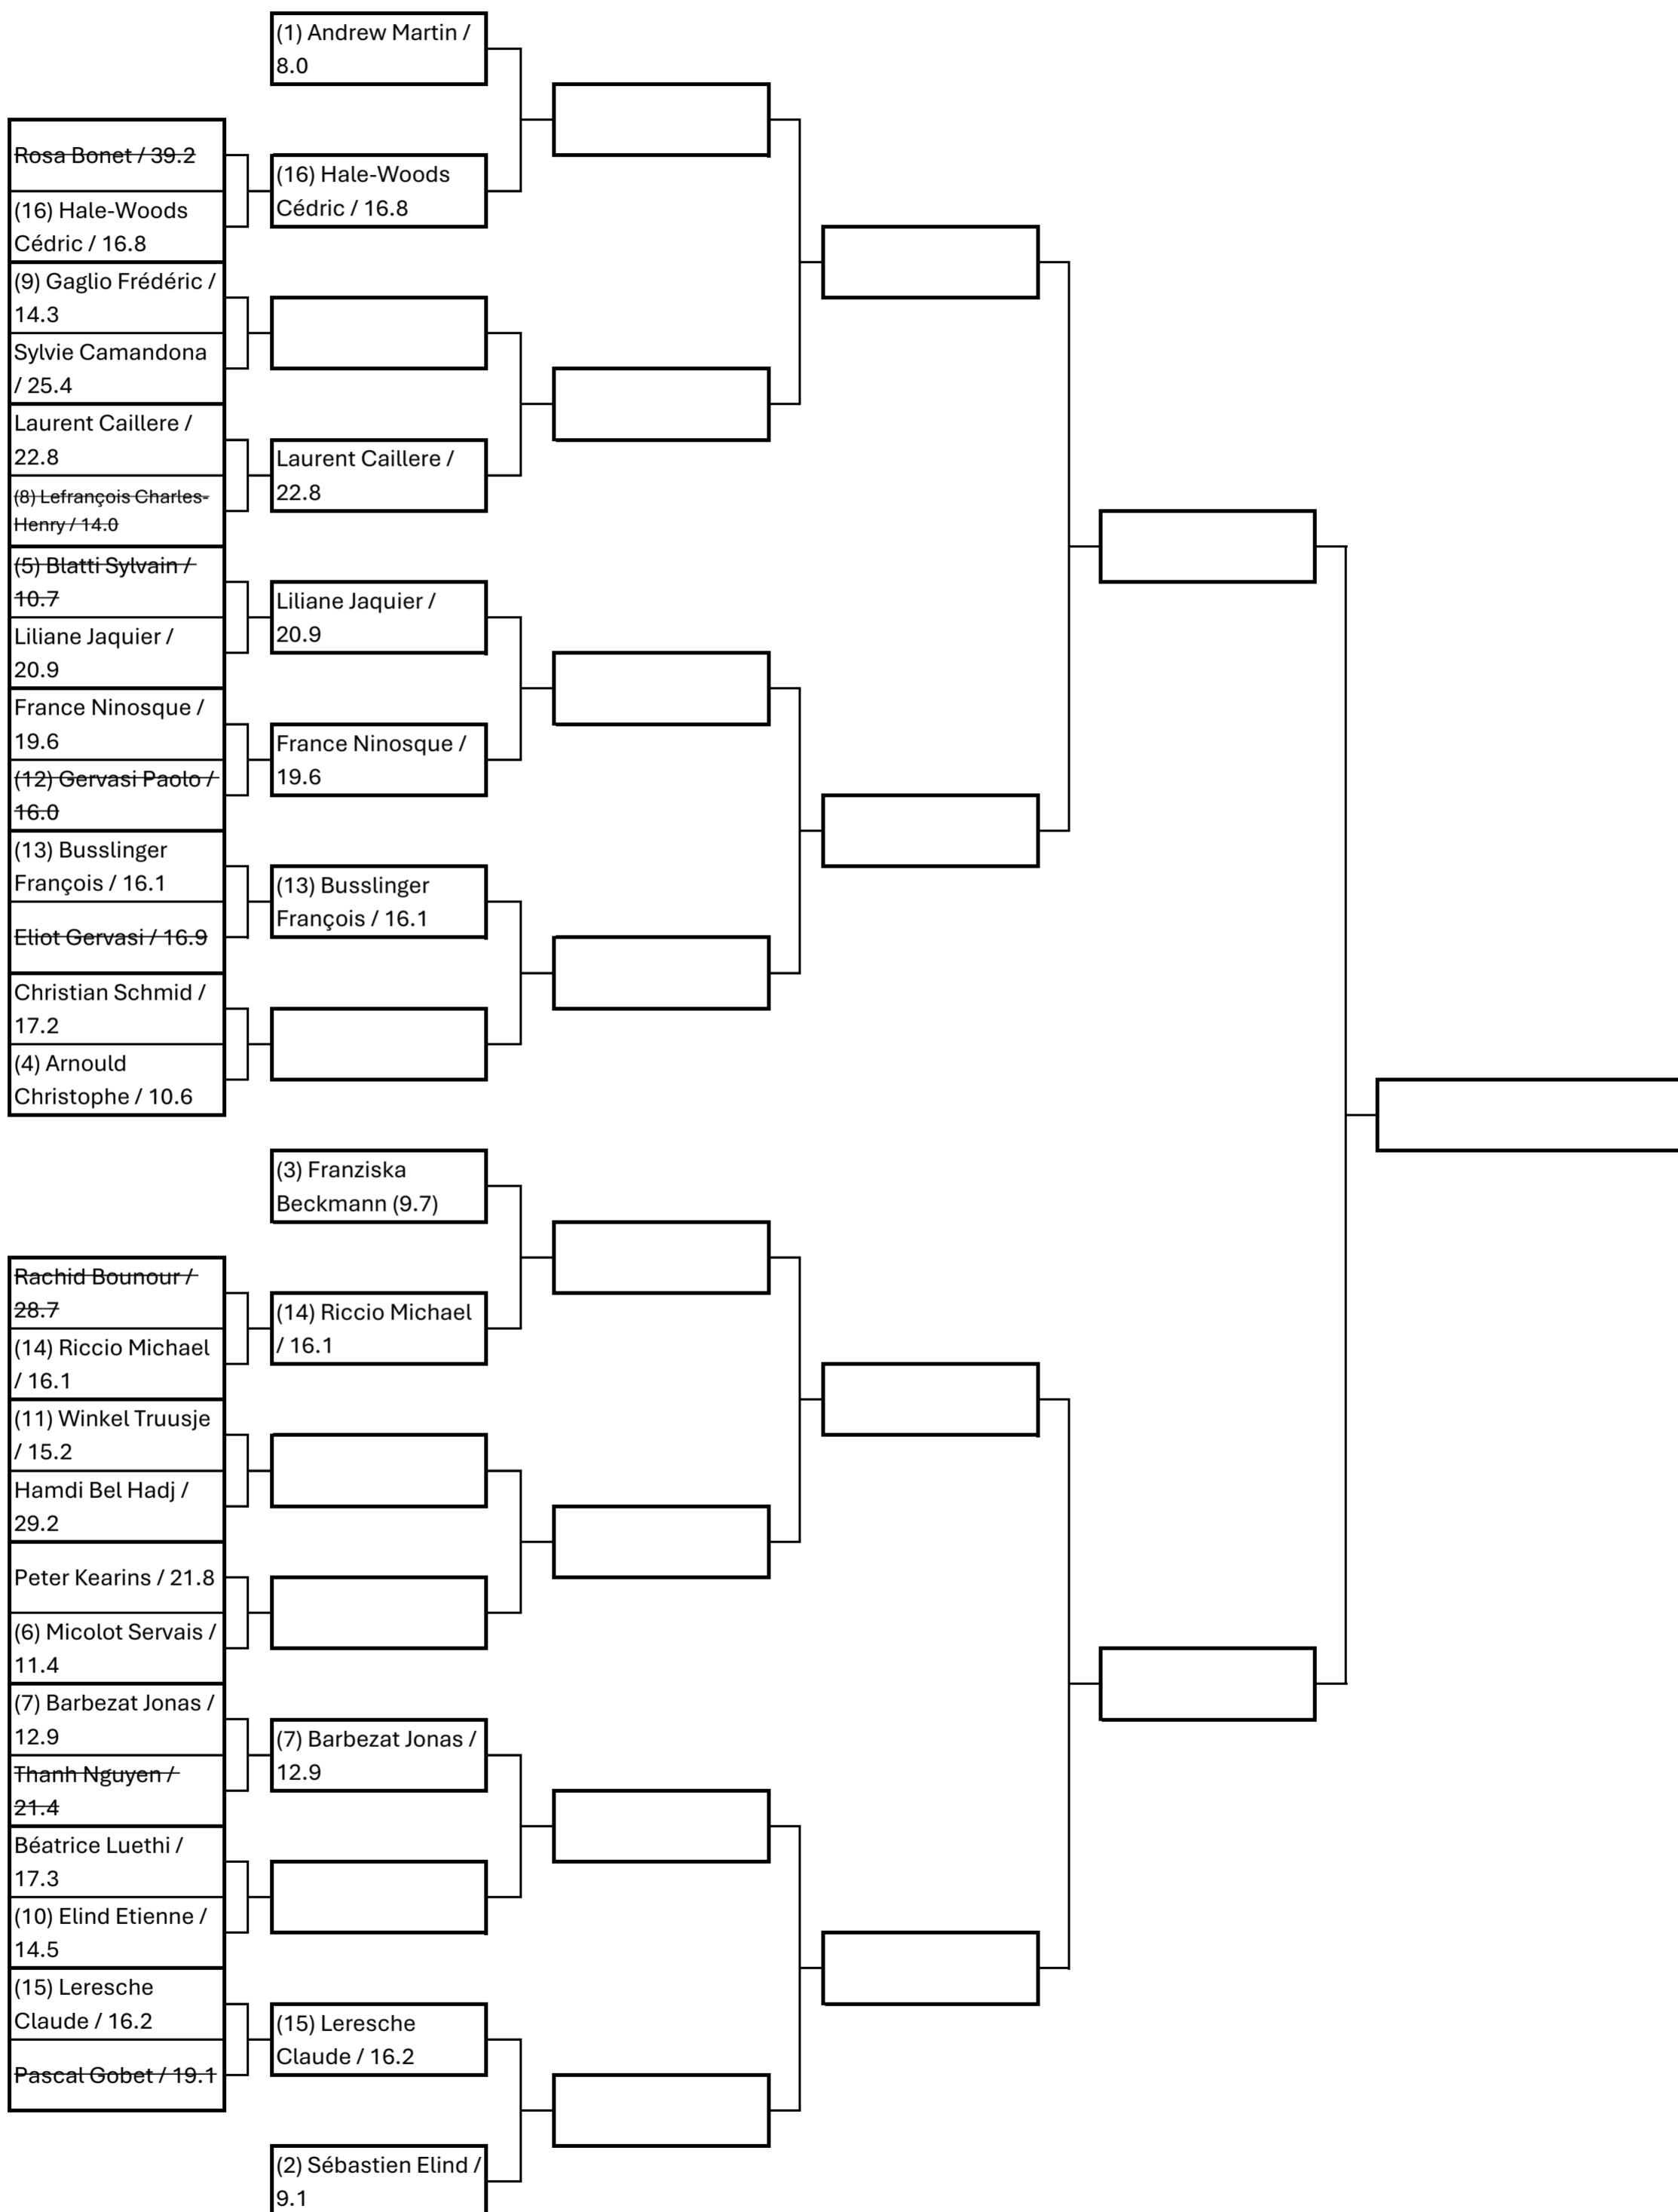 (1) Andrew Martin /
8.0
Rosa Bonet / 39.2
(16) Hale-Woods
Cédric / 16.8
(16) Hale-Woods
Cédric / 16.8
(9) Gaglio Frédéric /
14.3
Sylvie Camandona
/ 25.4
Laurent Caillere /
22.8
(8) Lefrançois Charles-
Henry / 14.0
Laurent Caillere /
22.8
(5) Blatti Sylvain /
10.7
Liliane Jaquier /
20.9
Liliane Jaquier /
20.9
France Ninosque /
19.6
(12) Gervasi Paolo /
16.0
France Ninosque /
19.6
(13) Busslinger
François / 16.1
Eliot Gervasi / 16.9
(13) Busslinger
François / 16.1
Christian Schmid /
17.2
(4) Arnould
Christophe / 10.6
(3) Franziska
Beckmann (9.7)
Rachid Bounour /
28.7
(14) Riccio Michael
/ 16.1
(14) Riccio Michael
/ 16.1
(11) Winkel Truusje
/ 15.2
Hamdi Bel Hadj /
29.2
Peter Kearins / 21.8
(6) Micolot Servais /
11.4
(7) Barbezat Jonas /
12.9
Thanh Nguyen /
21.4
(7) Barbezat Jonas /
12.9
Béatrice Luethi /
17.3
(10) Elind Etienne /
14.5
(15) Leresche
Claude / 16.2
Pascal Gobet / 19.1
(15) Leresche
Claude / 16.2
(2) Sébastien Elind /
9.1